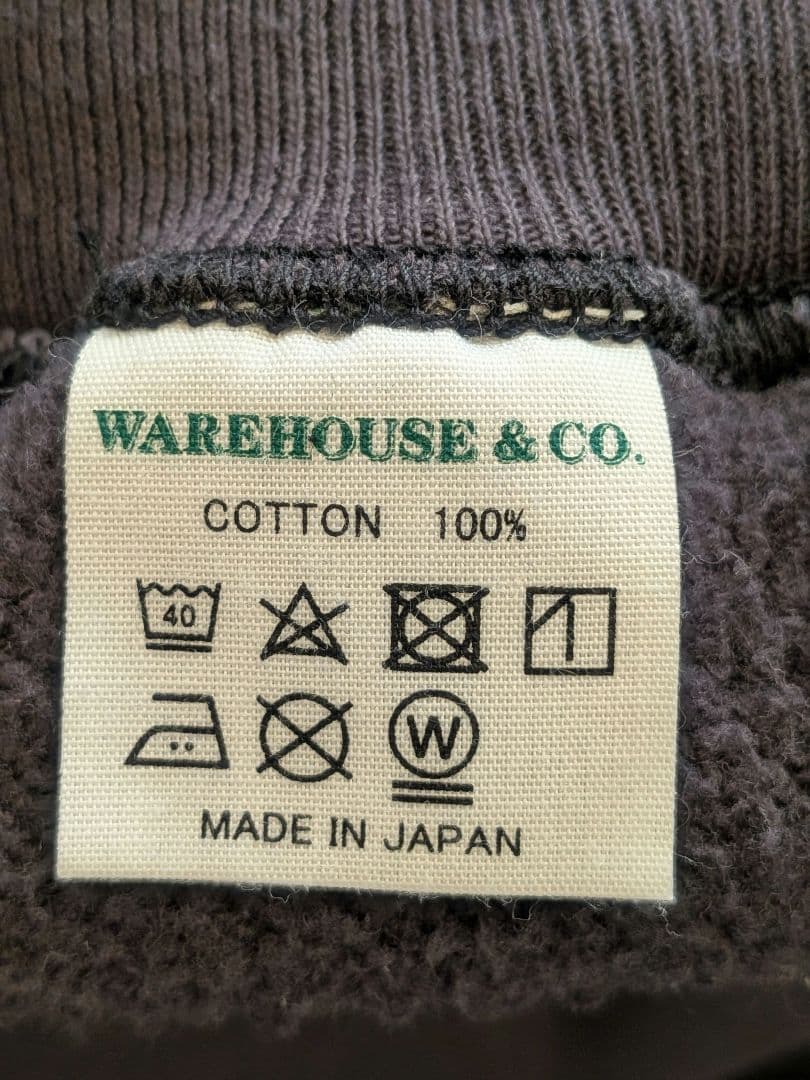 WAREHOUSE & CO.
COTTON 100%
40
W
MADE IN JAPAN